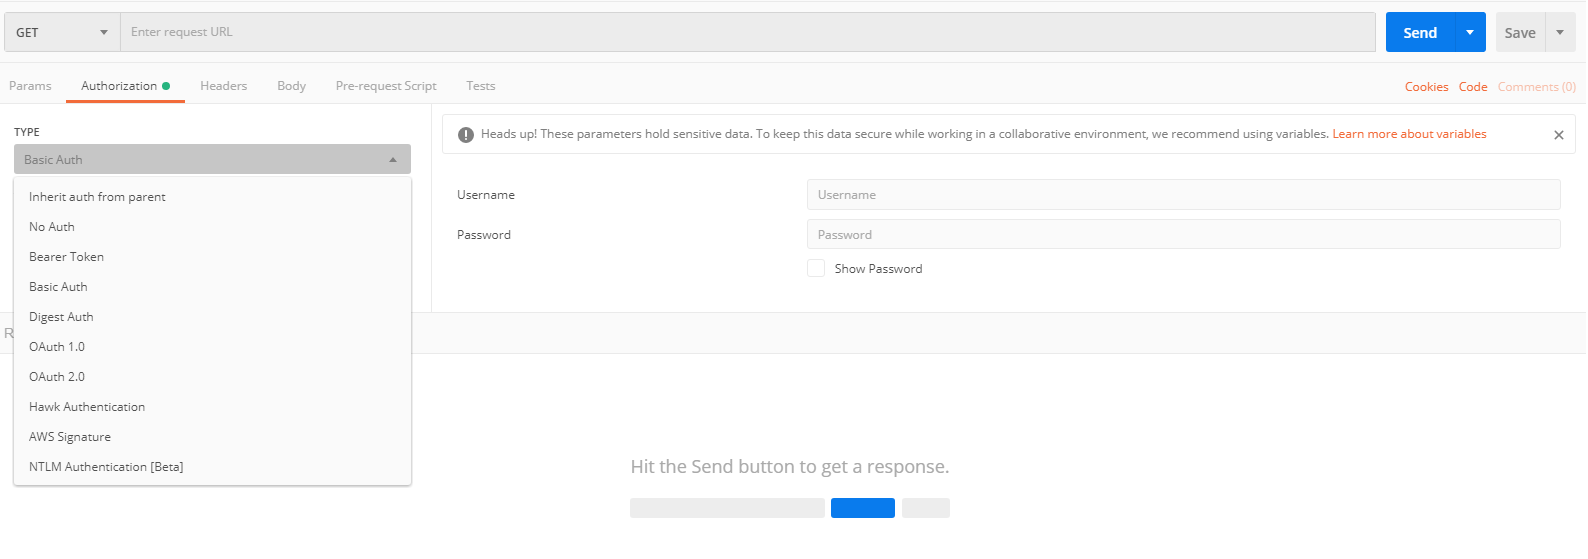 GET
Enter request URL
Send
Save
Params
Authorization
Headers
Body
Pre-request Script
Tests
Cookies
Code
Comments (0)
TYPE
Basic Auth
Inherit auth from parent
No Auth
Bearer Token
Basic Auth
Digest Auth
OAuth 1.0
OAuth 2.0
Hawk Authentication
AWS Signature
NTLM Authentication [Beta]
Heads up! These parameters hold sensitive data. To keep this data secure while working in a collaborative environment, we recommend using variables. Learn more about variables
Username
Username
Password
Password
Show Password
R
Hit the Send button to get a response.